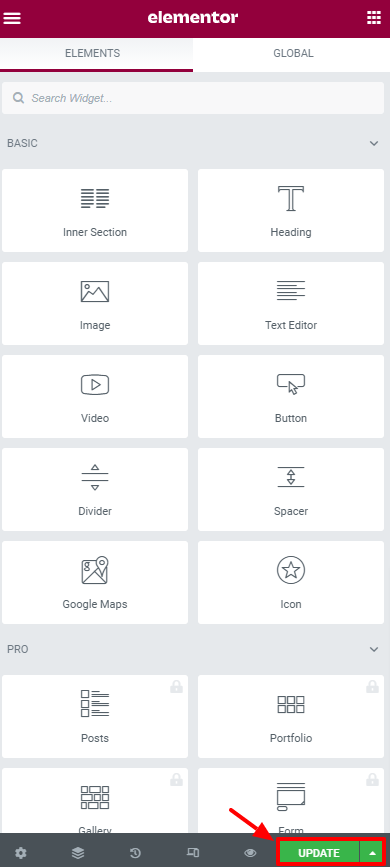 elementor
ELEMENTS GLOBAL
Search Widget...
BASIC
Inner Section Heading
Image Text Editor
Video Button
Divider Spacer
Google Maps Icon
PRO
Posts Portfolio
Gallery Form
UPDATE